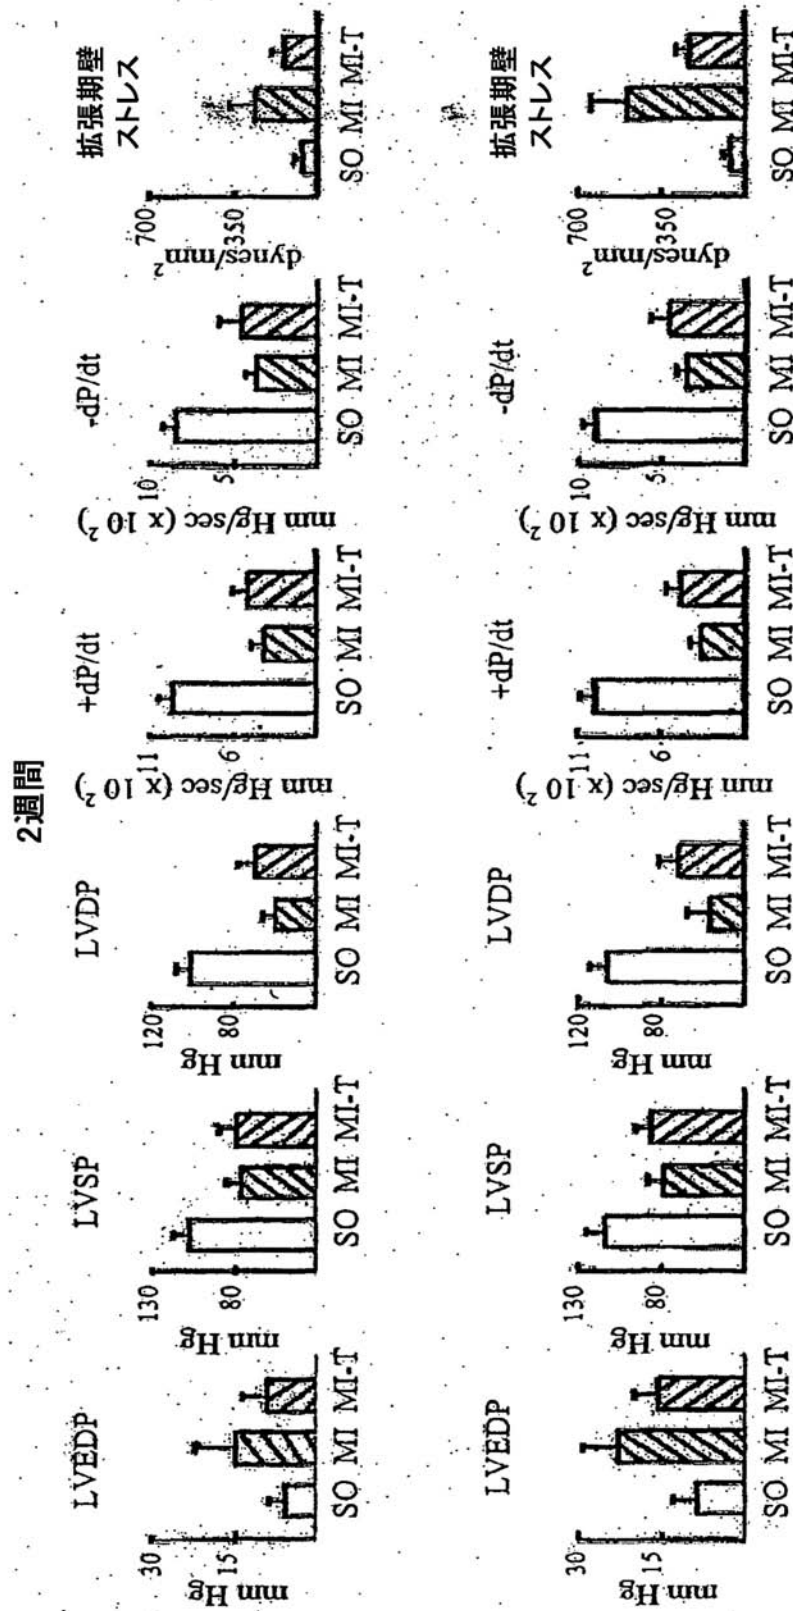 2週間
LVEDP
30
15
mm Hg
SO MI MI-T
LVSP
130
80
mm Hg
SO MI MI-T
LVDP
120
80
mm Hg
SO MI MI-T
+dP/dt
11
6
mm Hg/sec (x 10²)
SO MI MI-T
-dP/dt
10
5
mm Hg/sec (x 10²)
SO MI MI-T
拡張期壁
ストレス
700
350
dynes/mm²
SO MI MI-T
LVEDP
30
15
mm Hg
SO MI MI-T
LVSP
130
80
mm Hg
SO MI MI-T
LVDP
120
80
mm Hg
SO MI MI-T
+dP/dt
11
6
mm Hg/sec (x 10²)
SO MI MI-T
-dP/dt
10
5
mm Hg/sec (x 10²)
SO MI MI-T
拡張期壁
ストレス
700
350
dynes/mm²
SO MI MI-T